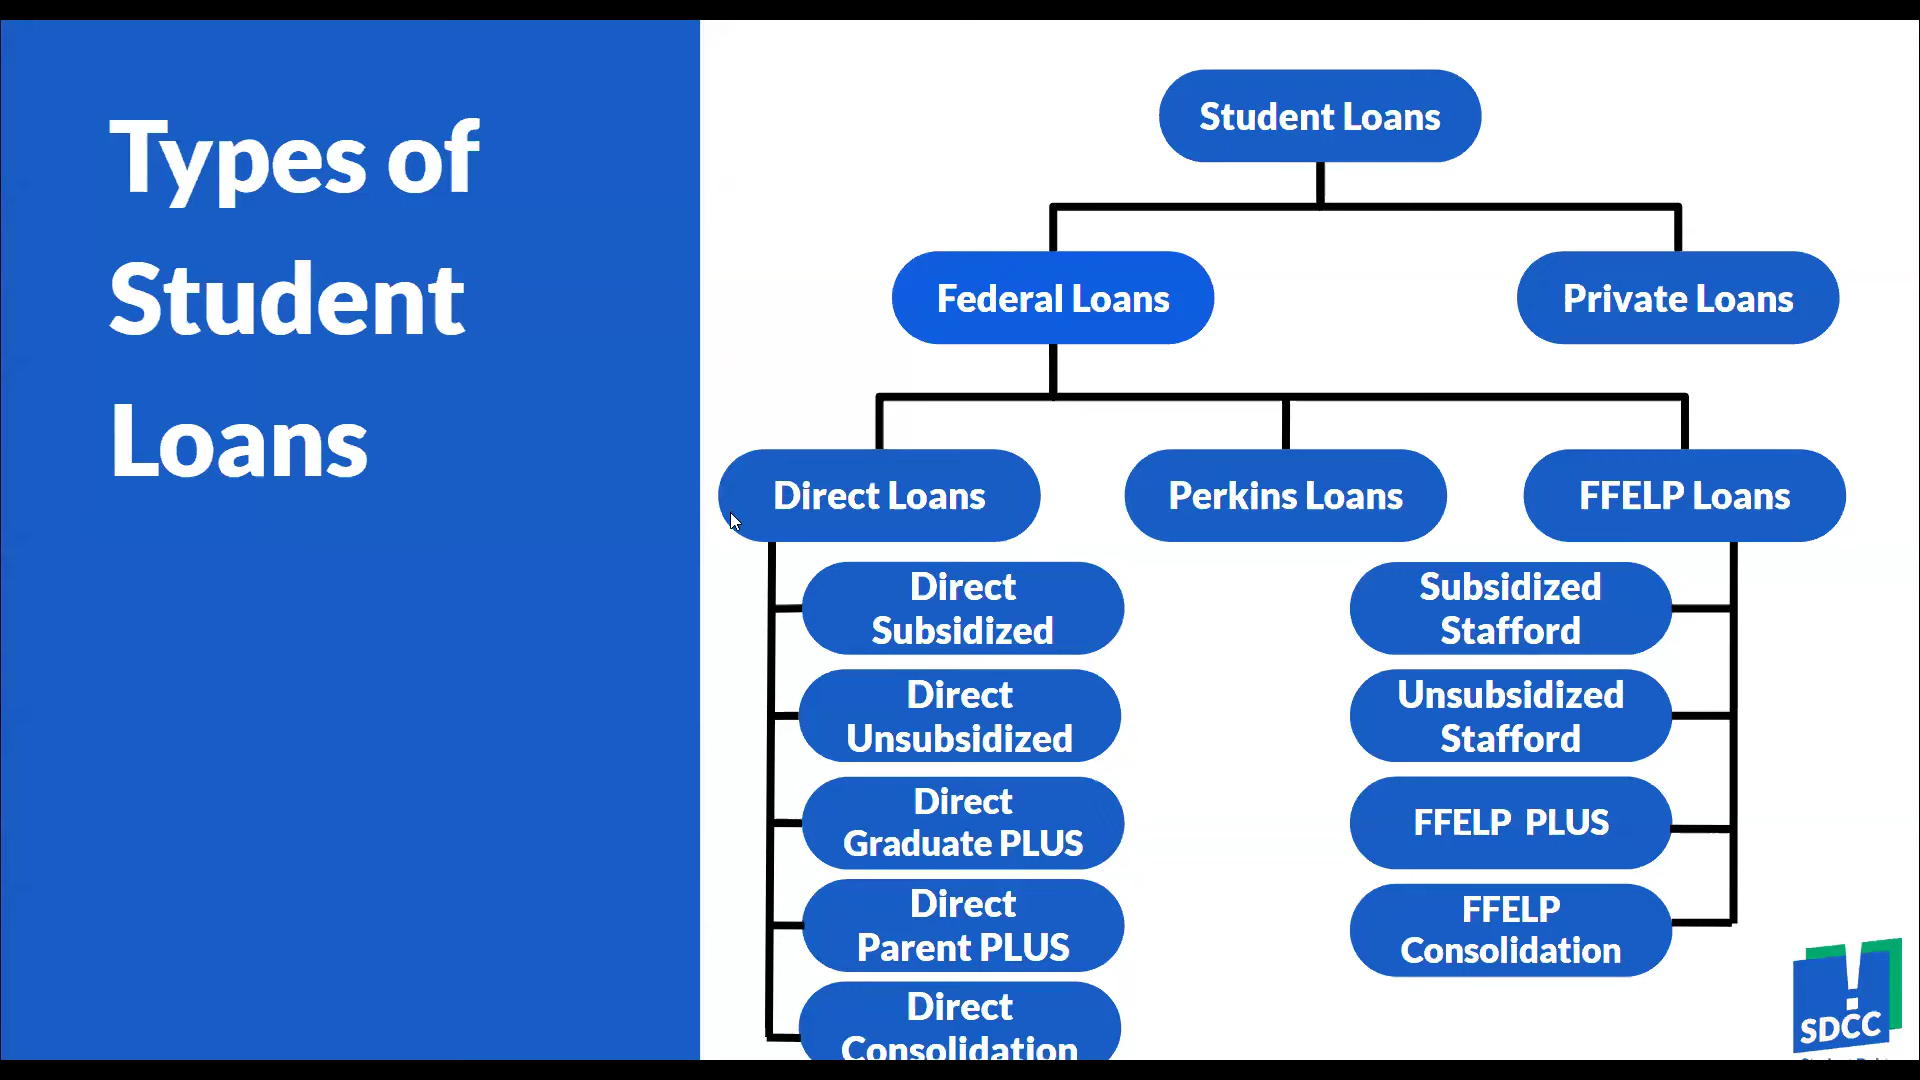 Types of
Student
Loans
Student Loans
Federal Loans
Private Loans
Direct Loans
Perkins Loans
FFELP Loans
Direct
Subsidized
Direct
Unsubsidized
Direct
Graduate PLUS
Direct
Parent PLUS
Direct
Consolidation
Subsidized
Stafford
Unsubsidized
Stafford
FFELP PLUS
FFELP
Consolidation
SDCC